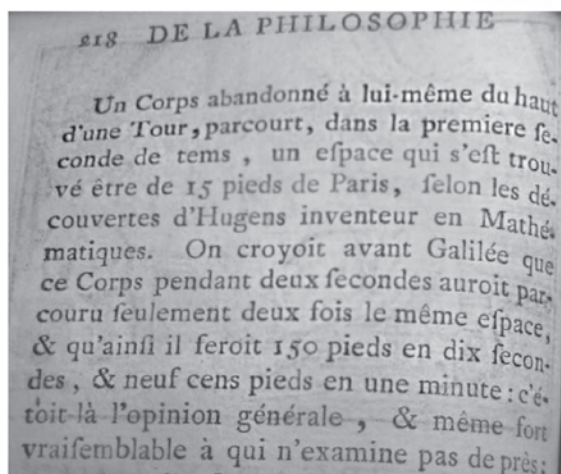 218 DE LA PHILOSOPHIE
Un Corps abandonné à lui-même du haut
d'une Tour, parcourt, dans la premiere ſe-
conde de tems, un eſpace qui s'eſt trou-
vé être de 15 pieds de Paris, ſelon les dé-
couvertes d'Hugens inventeur en Mathé-
matiques. On croyoit avant Galilée que
ce Corps pendant deux ſecondes auroit par-
couru ſeulement deux fois le même eſpace,
& qu'ainſi il feroit 150 pieds en dix ſecon-
des, & neuf cens pieds en une minute: c'é-
toit-là l'opinion générale, & même fort
vraiſemblable à qui n'examine pas de près: